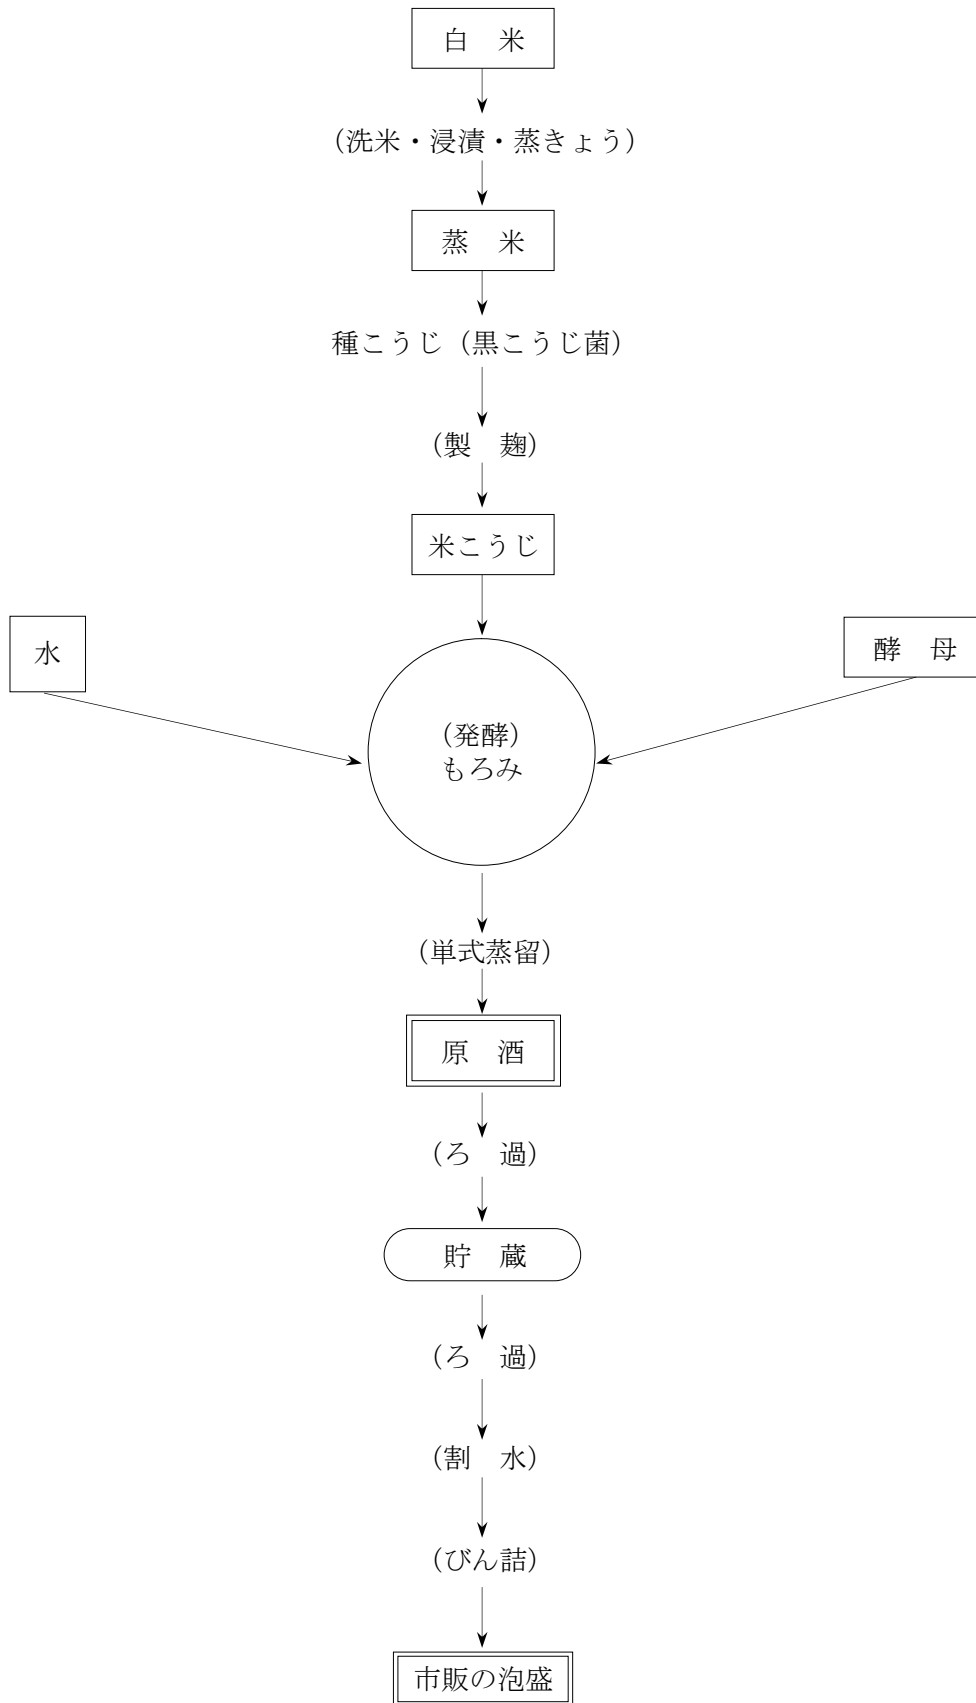 白　米
（洗米・浸漬・蒸きょう）
蒸　米
種こうじ（黒こうじ菌）
（製　麹）
米こうじ
水
酵　母
（発酵）
もろみ
（単式蒸留）
原　酒
（ろ　過）
貯　蔵
（ろ　過）
（割　水）
（びん詰）
市販の泡盛